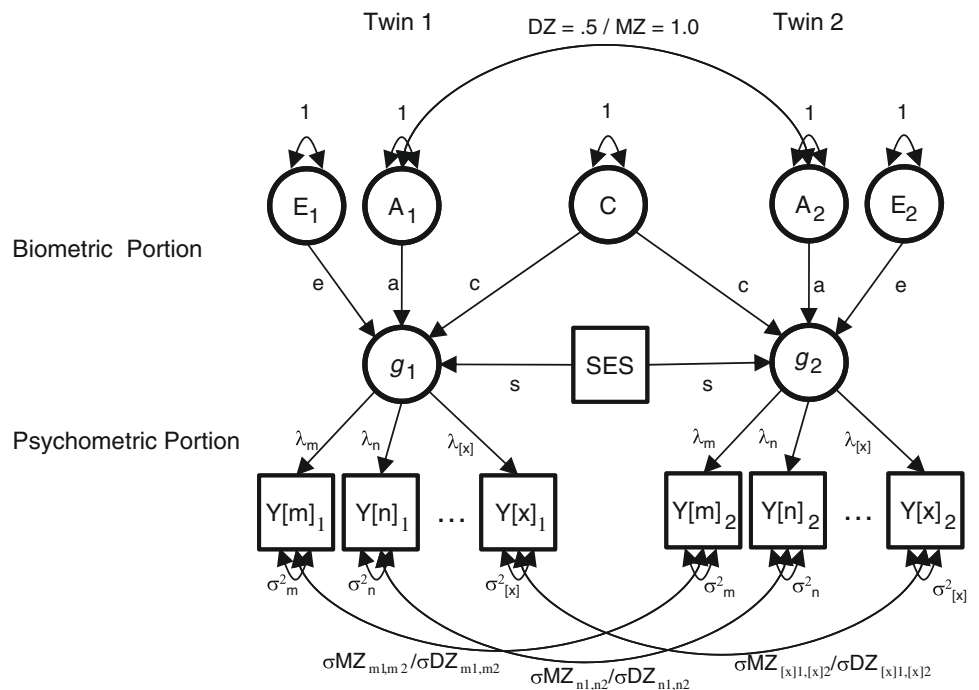 Twin 1
DZ = .5 / MZ = 1.0
Twin 2
1 1 1 1 1
E₁ A₁ C A₂ E₂
Biometric Portion
e a c c a e
g₁ SES g₂
s s
Psychometric Portion
λₘ λₙ λ[x] λₘ λₙ λ[x]
Y[m]₁ Y[n]₁ ... Y[x]₁ Y[m]₂ Y[n]₂ ... Y[x]₂
σ²ₘ σ²ₙ σ²[x] σ²ₘ σ²ₙ σ²[x]
σMZm1,m2/σDZm1,m2
σMZn1,n2/σDZn1,n2
σMZ[x]1,[x]2/σDZ[x]1,[x]2